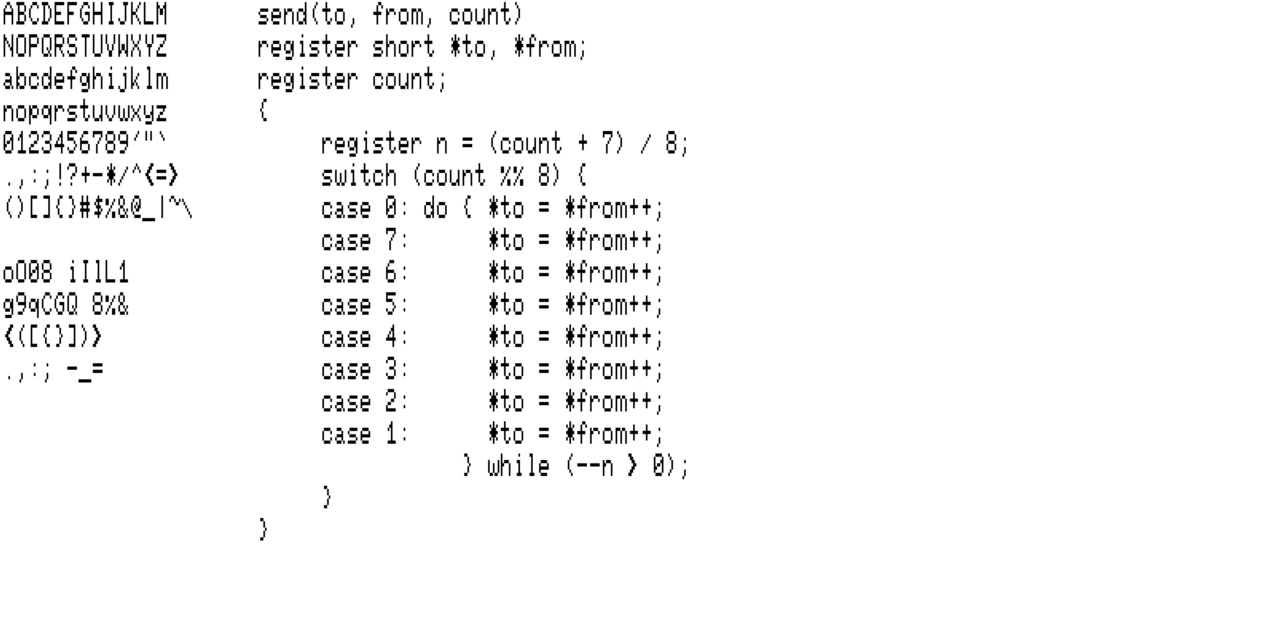 ABCDEFGHIJKLM
NOPQRSTUVWXYZ
abcdefghijklm
nopqrstuvwxyz
0123456789'"`
.,:;!?+-*/^<=>
()[]{}#$%&@_|~\
oO08 iIlL1
g9qCGQ 8%&
<([{}])>
.,:; -_=
send(to, from, count)
register short *to, *from;
register count;
{
register n = (count + 7) / 8;
switch (count %% 8) {
case 0: do { *to = *from++;
case 7: *to = *from++;
case 6: *to = *from++;
case 5: *to = *from++;
case 4: *to = *from++;
case 3: *to = *from++;
case 2: *to = *from++;
case 1: *to = *from++;
} while (--n > 0);
}
}